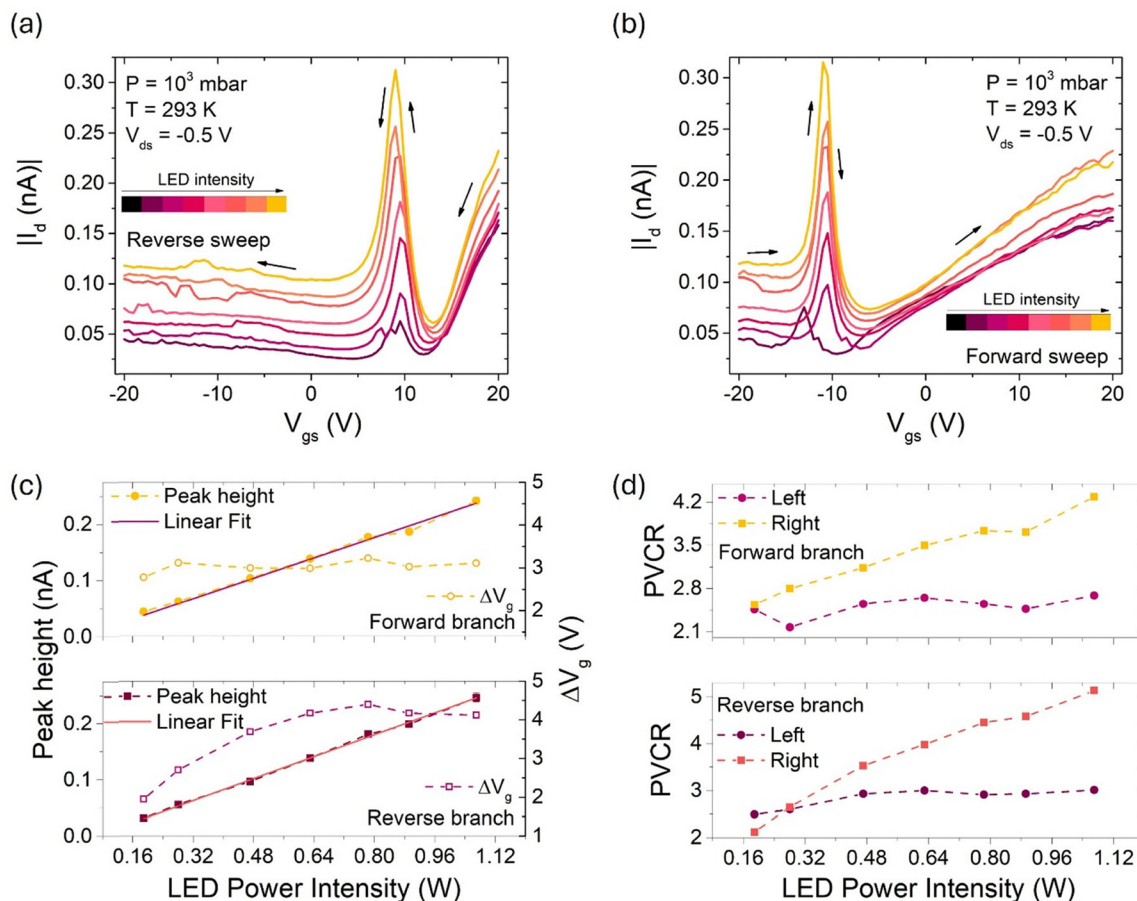 (a)
P = 10³ mbar
T = 293 K
V_ds = -0.5 V
LED intensity
Reverse sweep
0.30
0.25
0.20
0.15
0.10
0.05
-20
-10
0
10
20
||_d (nA)|
V_gs (V)
(b)
P = 10³ mbar
T = 293 K
V_ds = -0.5 V
LED intensity
Forward sweep
0.30
0.25
0.20
0.15
0.10
0.05
-20
-10
0
10
20
||_d (nA)|
V_gs (V)
(c)
Peak height
Linear Fit
ΔV_g
Forward branch
0.2
0.1
0.0
5
4
3
2
Peak height
Linear Fit
ΔV_g
Reverse branch
0.2
0.1
0.0
5
4
3
2
1
Peak height (nA)
ΔV_g (V)
0.16 0.32 0.48 0.64 0.80 0.96 1.12
LED Power Intensity (W)
(d)
Left
Right
Forward branch
4.2
3.5
2.8
2.1
PVCR
Reverse branch
Left
Right
5
4
3
2
PVCR
0.16 0.32 0.48 0.64 0.80 0.96 1.12
LED Power Intensity (W)